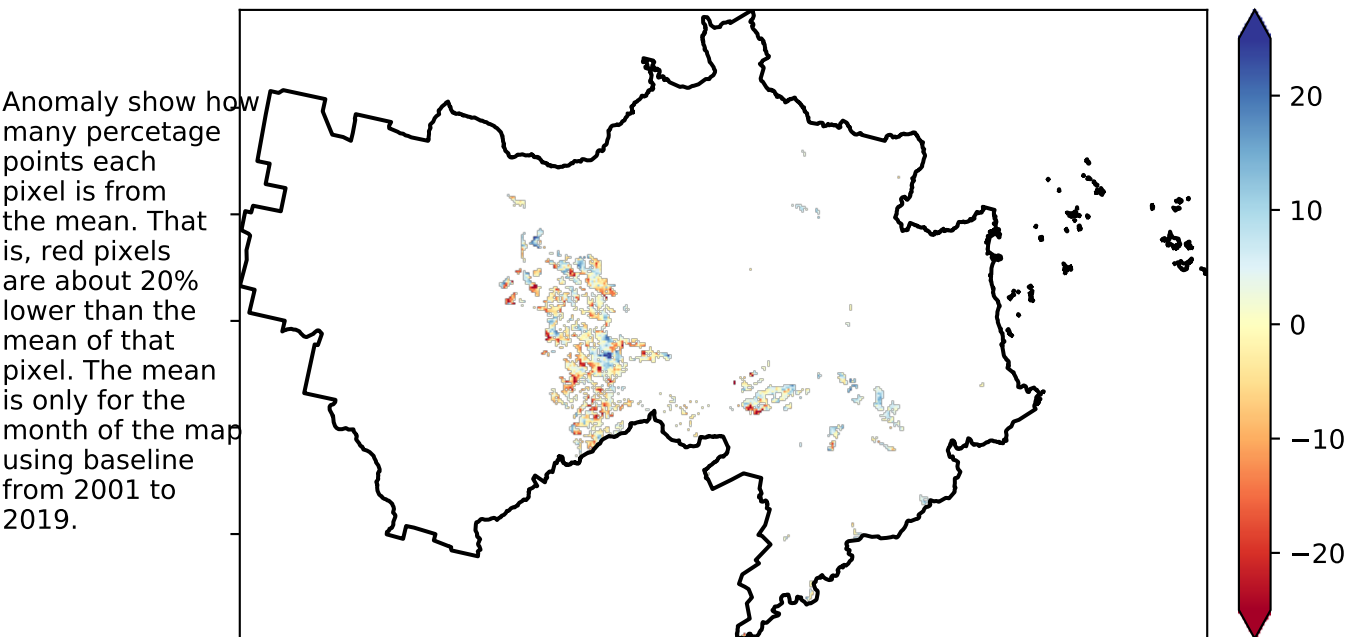 Anomaly show how
many percetage
points each
pixel is from
the mean. That
is, red pixels
are about 20%
lower than the
mean of that
pixel. The mean
is only for the
month of the map
using baseline
from 2001 to
2019.
20
10
0
−10
−20